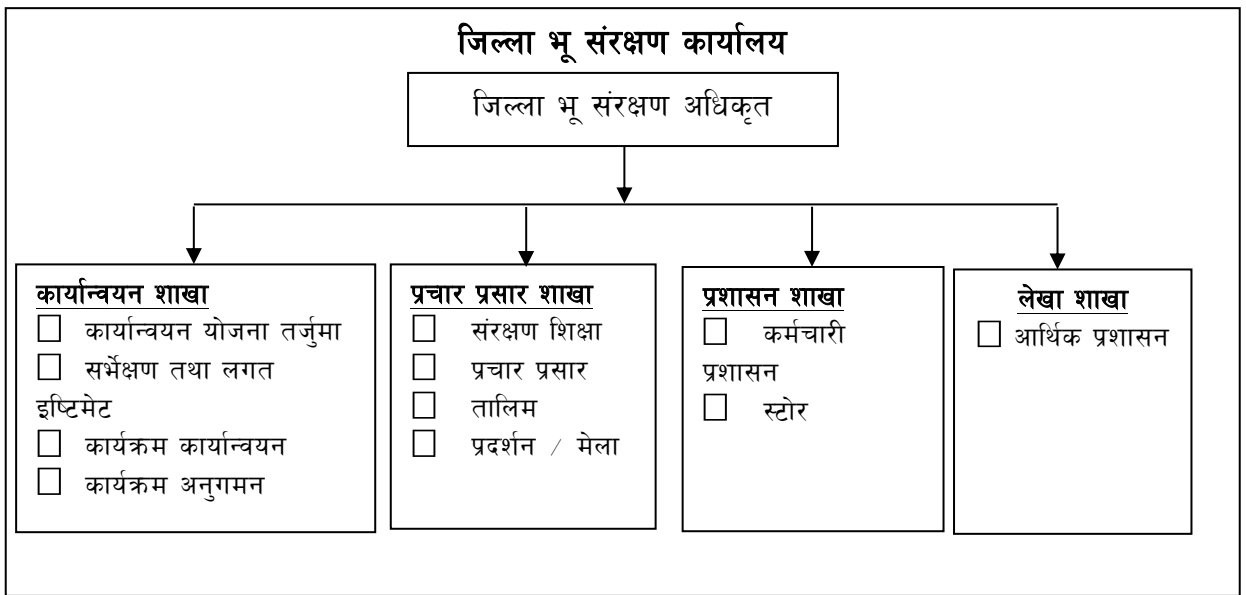 जिल्ला भू संरक्षण कार्यालय
जिल्ला भू संरक्षण अधिकृत
कार्यान्वयन शाखा
कार्यान्वयन योजना तर्जुमा
सर्भेक्षण तथा लगत
इष्टिमेट
कार्यक्रम कार्यान्वयन
कार्यक्रम अनुगमन
प्रचार प्रसार शाखा
संरक्षण शिक्षा
प्रचार प्रसार
तालिम
प्रदर्शन / मेला
प्रशासन शाखा
कर्मचारी
प्रशासन
स्टोर
लेखा शाखा
आर्थिक प्रशासन